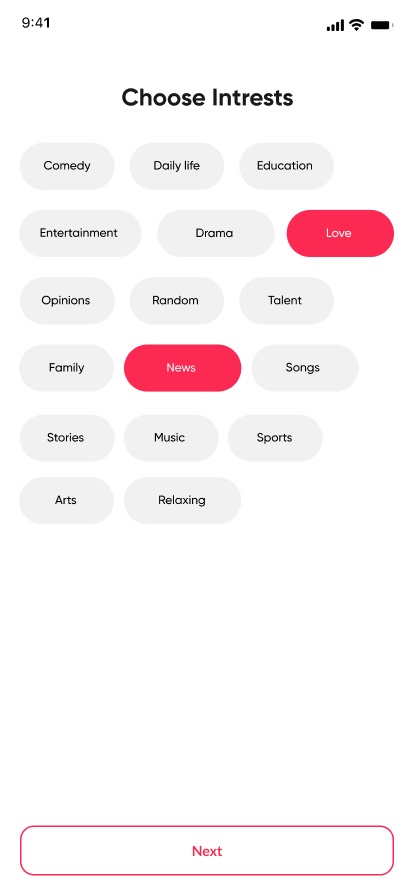 9:41
Choose Intrests
Comedy Daily life Education
Entertainment Drama Love
Opinions Random Talent
Family News Songs
Stories Music Sports
Arts Relaxing
Next